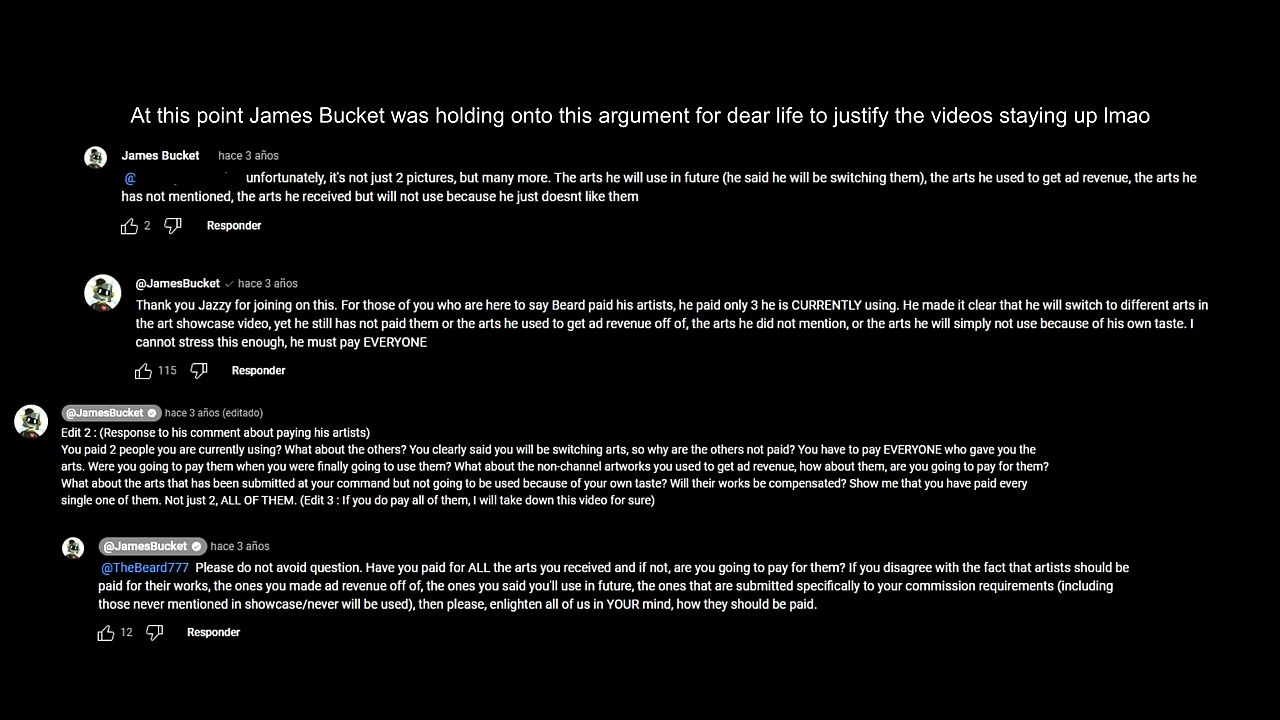 At this point James Bucket was holding onto this argument for dear life to justify the videos staying up lmao
James Bucket hace 3 años
@ unfortunately, it's not just 2 pictures, but many more. The arts he will use in future (he said he will be switching them), the arts he used to get ad revenue, the arts he
has not mentioned, the arts he received but will not use because he just doesnt like them
2 Responder
@JamesBucket hace 3 años
Thank you Jazzy for joining on this. For those of you who are here to say Beard paid his artists, he paid only 3 he is CURRENTLY using. He made it clear that he will switch to different arts in
the art showcase video, yet he still has not paid them or the arts he used to get ad revenue off of, the arts he did not mention, or the arts he will simply not use because of his own taste. I
cannot stress this enough, he must pay EVERYONE
115 Responder
@JamesBucket hace 3 años (editado)
Edit 2 : (Response to his comment about paying his artists)
You paid 2 people you are currently using? What about the others? You clearly said you will be switching arts, so why are the others not paid? You have to pay EVERYONE who gave you the
arts. Were you going to pay them when you were finally going to use them? What about the non-channel artworks you used to get ad revenue, how about them, are you going to pay for them?
What about the arts that has been submitted at your command but not going to be used because of your own taste? Will their works be compensated? Show me that you have paid every
single one of them. Not just 2, ALL OF THEM. (Edit 3 : If you do pay all of them, I will take down this video for sure)
@JamesBucket hace 3 años
@TheBeard777 Please do not avoid question. Have you paid for ALL the arts you received and if not, are you going to pay for them? If you disagree with the fact that artists should be
paid for their works, the ones you made ad revenue off of, the ones you said you'll use in future, the ones that are submitted specifically to your commission requirements (including
those never mentioned in showcase/never will be used), then please, enlighten all of us in YOUR mind, how they should be paid.
12 Responder